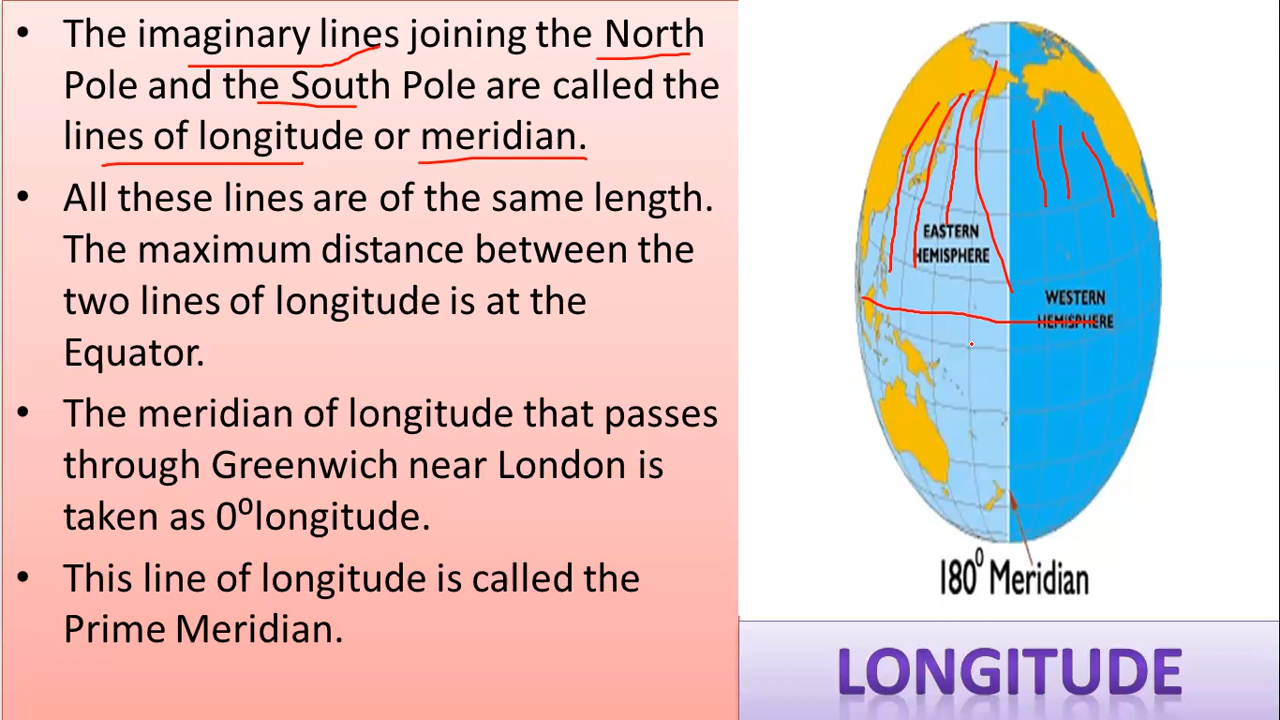 • The imaginary lines joining the North
Pole and the South Pole are called the
lines of longitude or meridian.
• All these lines are of the same length.
The maximum distance between the
two lines of longitude is at the
Equator.
• The meridian of longitude that passes
through Greenwich near London is
taken as 0⁰longitude.
• This line of longitude is called the
Prime Meridian.
EASTERN
HEMISPHERE
WESTERN
HEMISPHERE
180⁰ Meridian
LONGITUDE